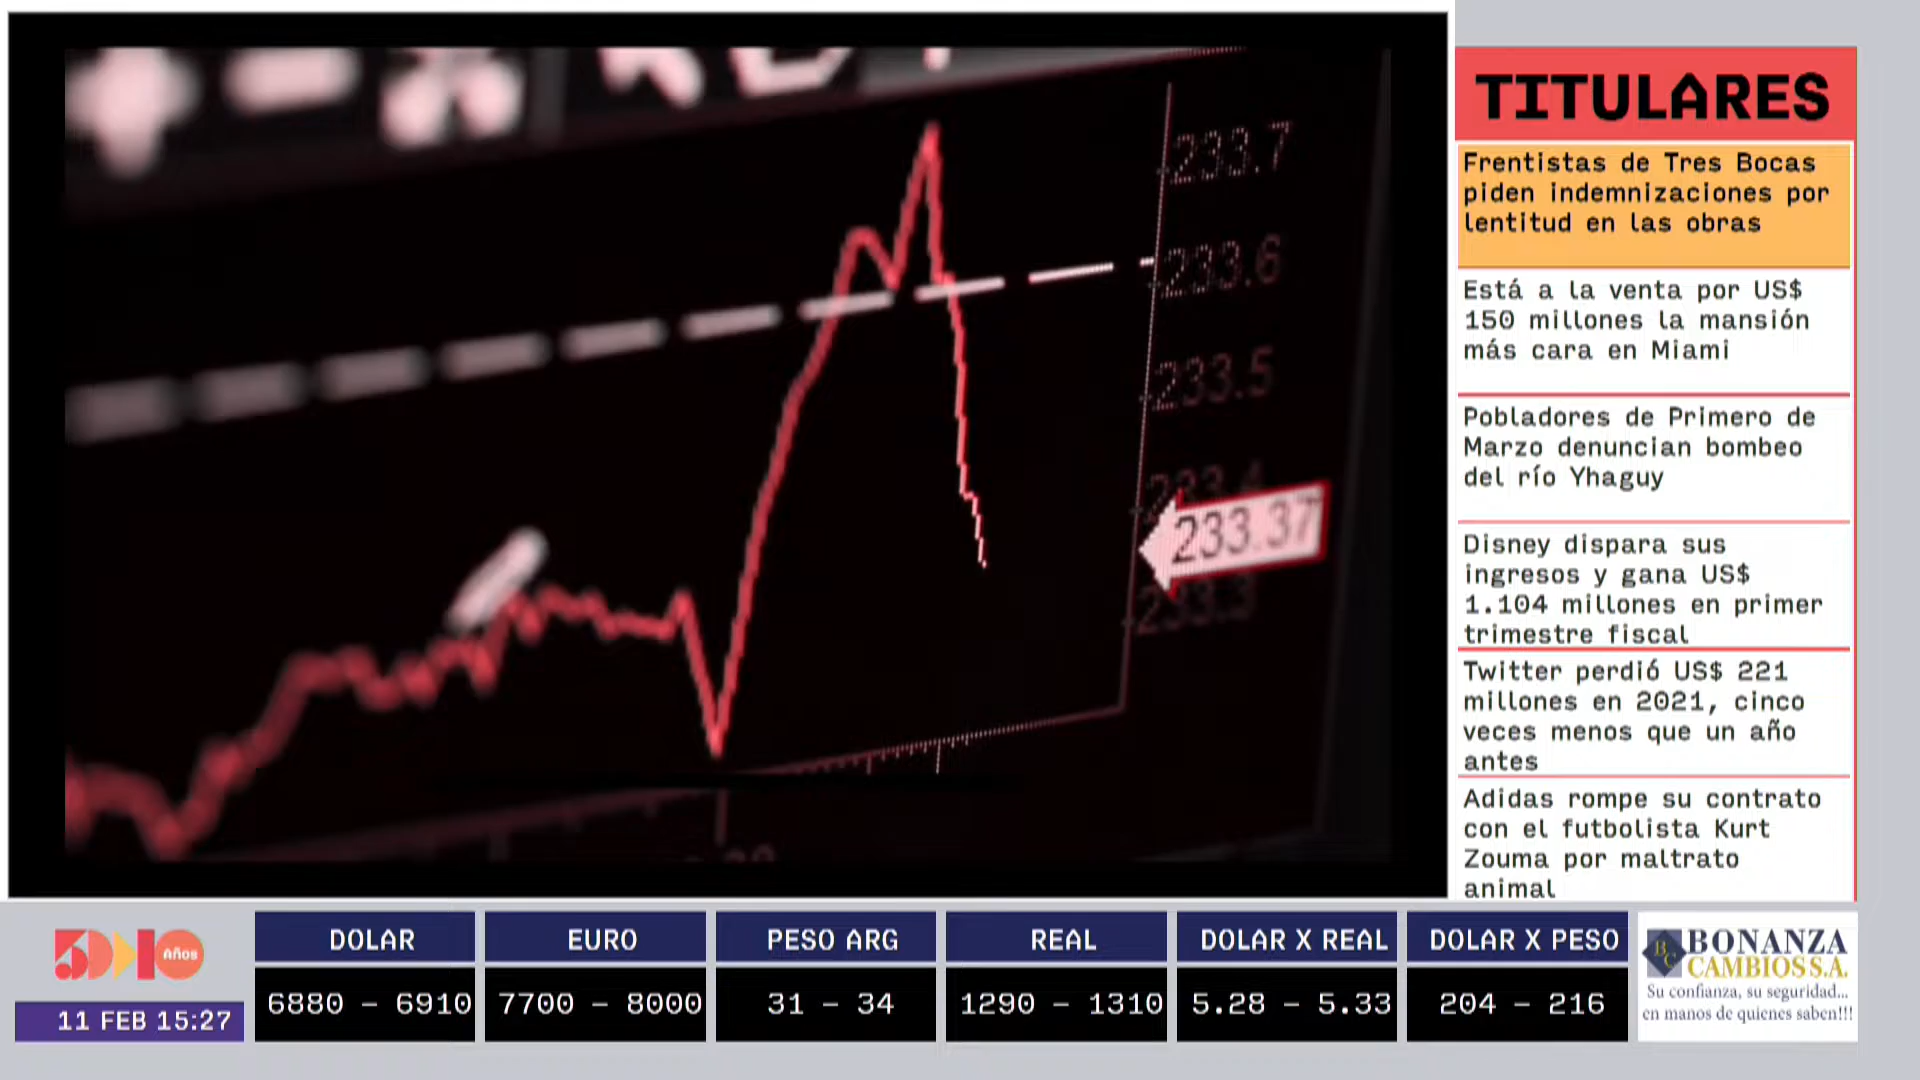 233.7
233.6
233.5
233.4
233.37
233.3
TITULARES
Frentistas de Tres Bocas
piden indemnizaciones por
lentitud en las obras
Está a la venta por US$
150 millones la mansión
más cara en Miami
Pobladores de Primero de
Marzo denuncian bombeo
del río Yhaguy
Disney dispara sus
ingresos y gana US$
1.104 millones en primer
trimestre fiscal
Twitter perdió US$ 221
millones en 2021, cinco
veces menos que un año
antes
Adidas rompe su contrato
con el futbolista Kurt
Zouma por maltrato
animal
5DIO Años
11 FEB 15:27
DOLAR
6880 - 6910
EURO
7700 - 8000
PESO ARG
31 - 34
REAL
1290 - 1310
DOLAR X REAL
5.28 - 5.33
DOLAR X PESO
204 - 216
BC BONANZA
CAMBIOS S.A.
Su confianza, su seguridad...
en manos de quienes saben!!!